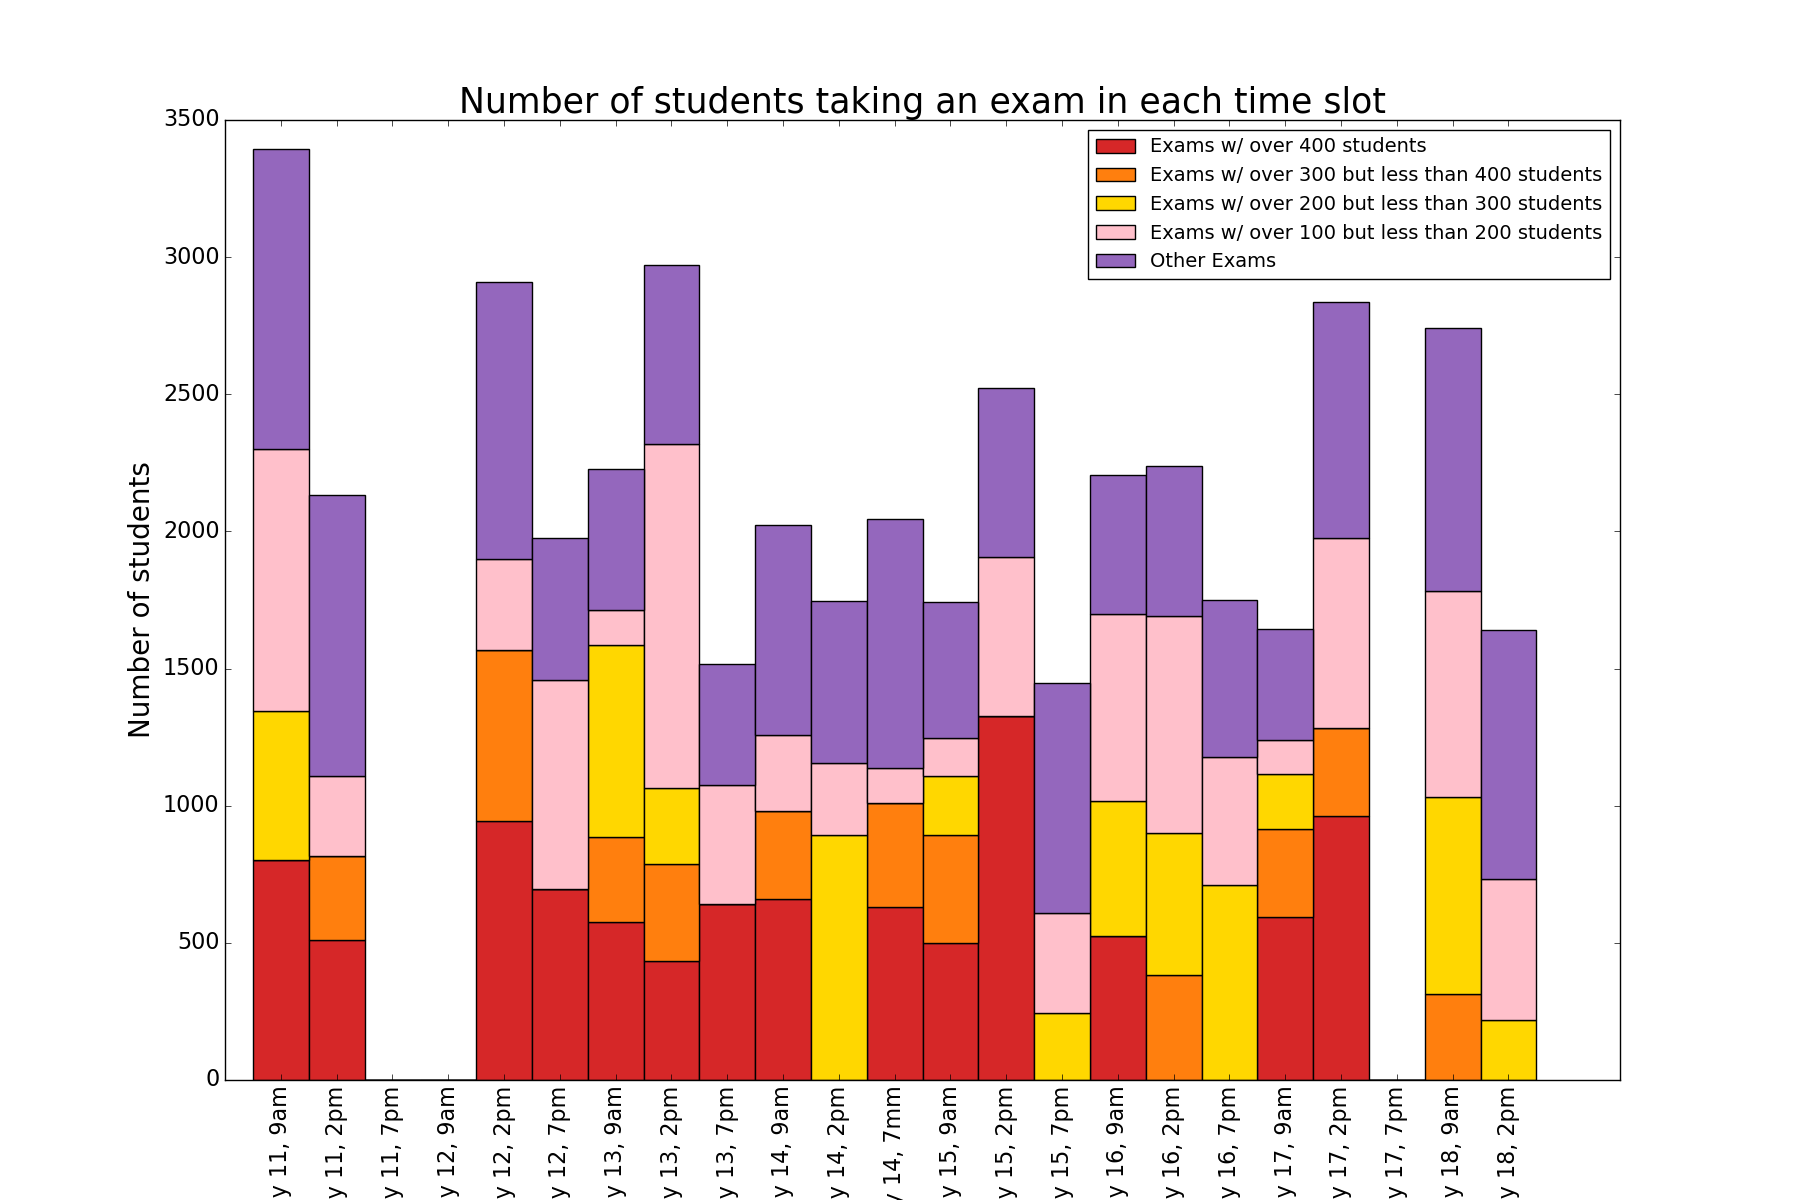 Number of students taking an exam in each time slot
Number of students
3500
3000
2500
2000
1500
1000
500
0
Exams w/ over 400 students
Exams w/ over 300 but less than 400 students
Exams w/ over 200 but less than 300 students
Exams w/ over 100 but less than 200 students
Other Exams
y 11, 9am
y 11, 2pm
y 11, 7pm
y 12, 9am
y 12, 2pm
y 12, 7pm
y 13, 9am
y 13, 2pm
y 13, 7pm
y 14, 9am
y 14, 2pm
y 14, 7mm
y 15, 9am
y 15, 2pm
y 15, 7pm
y 16, 9am
y 16, 2pm
y 16, 7pm
y 17, 9am
y 17, 2pm
y 17, 7pm
y 18, 9am
y 18, 2pm